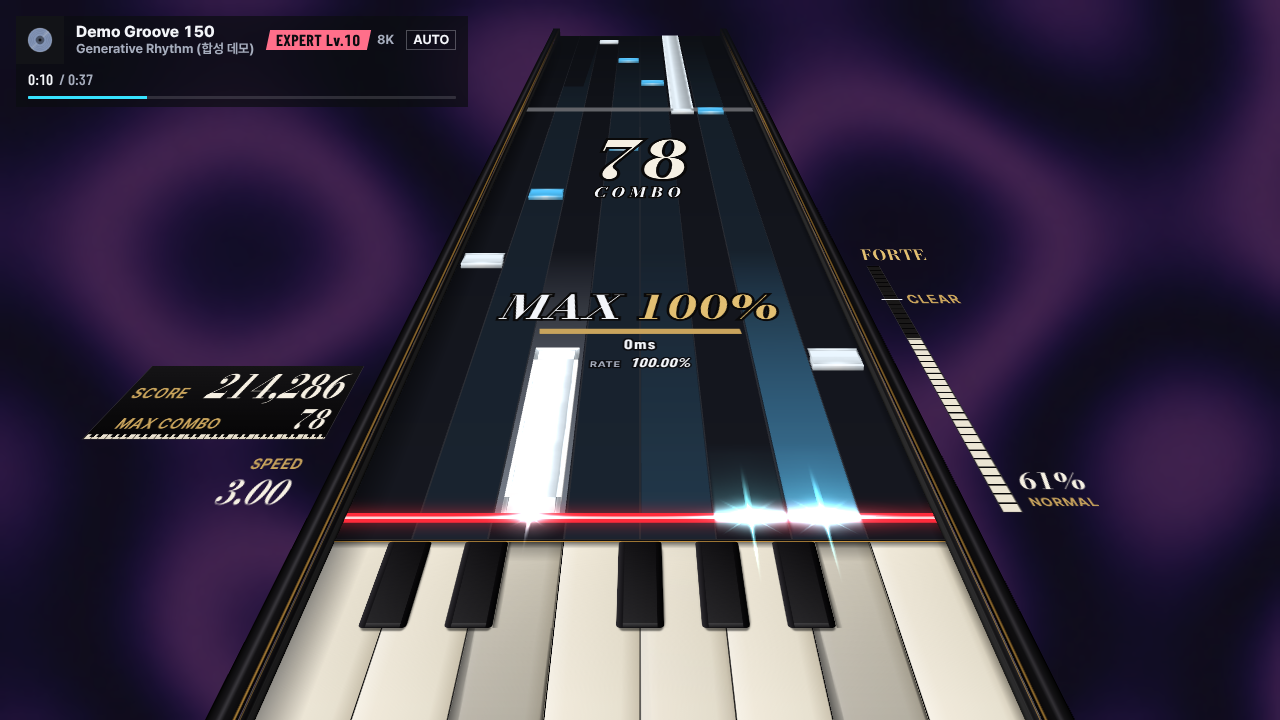 Demo Groove 150
Generative Rhythm (합성 데모)
EXPERT Lv.10 8K AUTO
0:10 / 0:37
78
COMBO
FORTE
CLEAR
MAX 100%
0ms
RATE 100.00%
SCORE 214,286
MAX COMBO 78
SPEED
3.00
61%
NORMAL